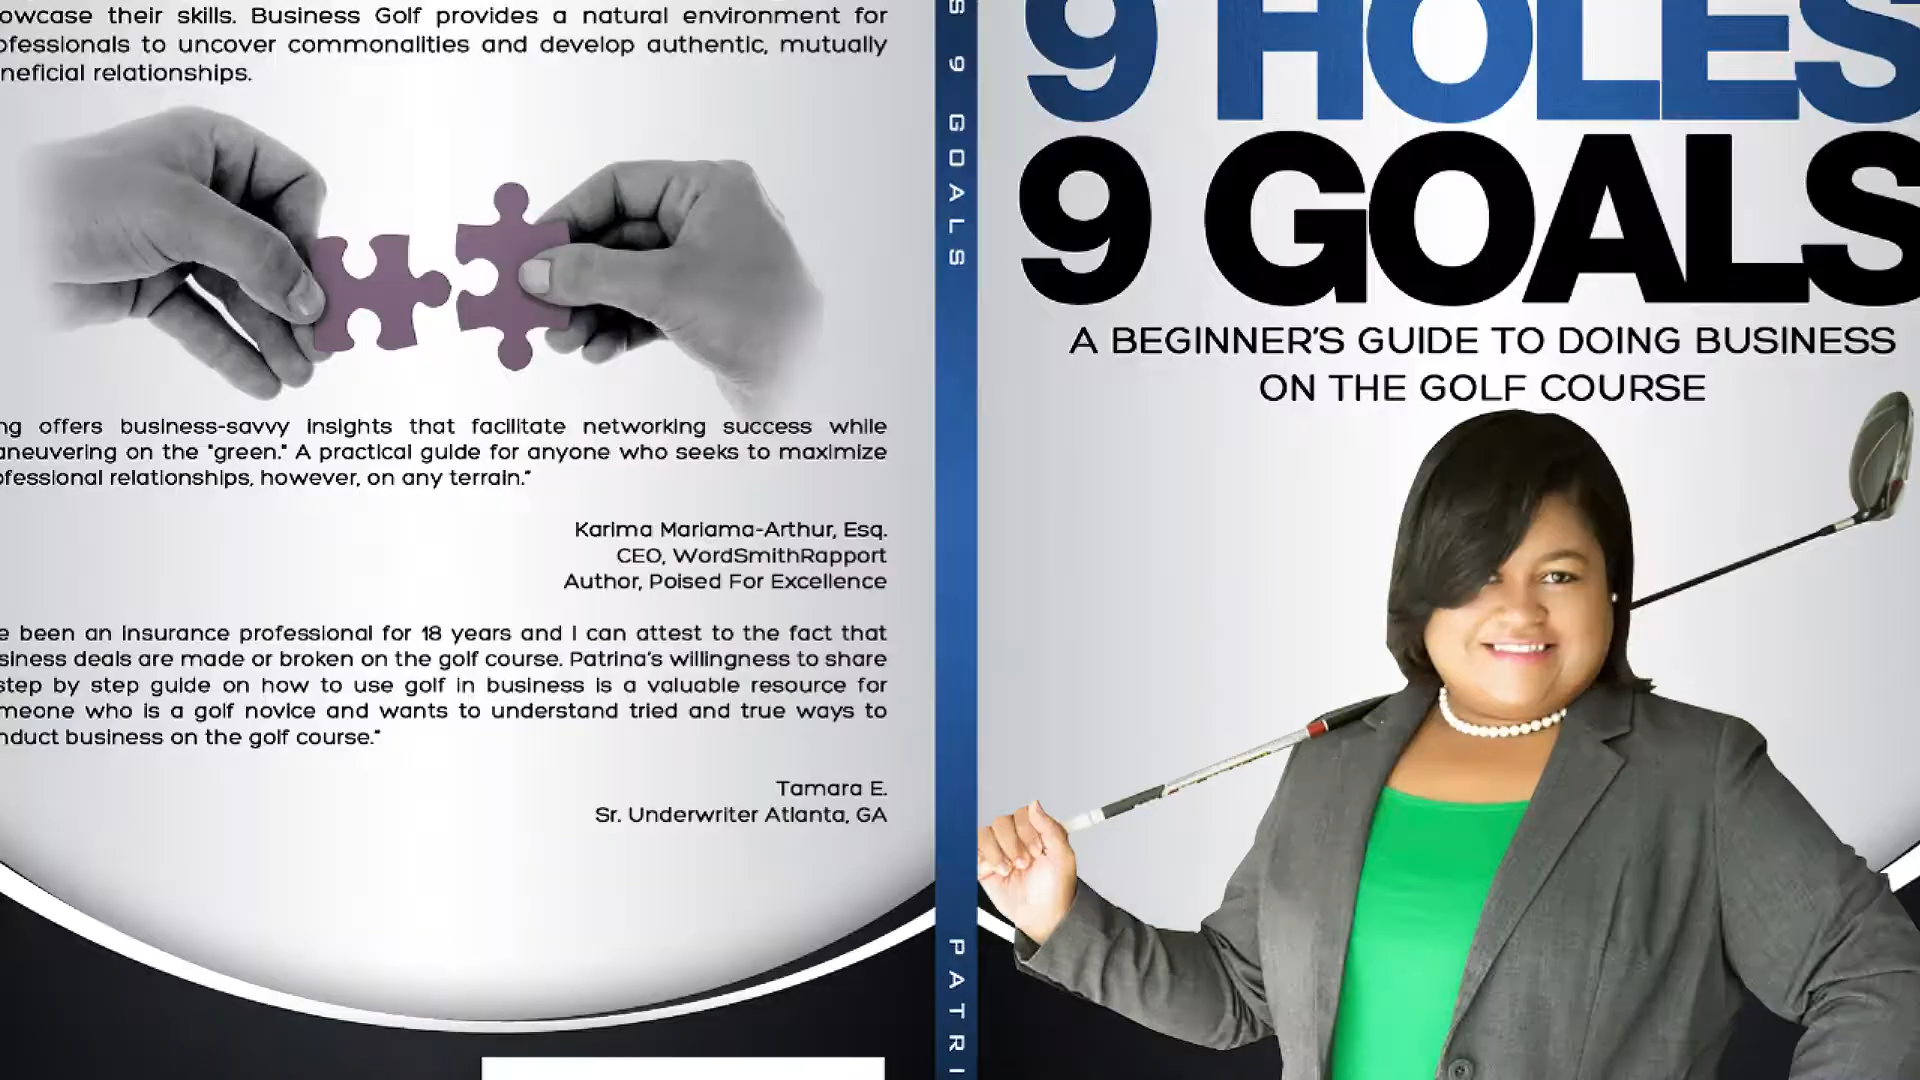 owcase their skills. Business Golf provides a natural environment for
ofessionals to uncover commonalities and develop authentic, mutually
neficial relationships.
ng offers business-savvy insights that facilitate networking success while
aneuvering on the "green." A practical guide for anyone who seeks to maximize
ofessional relationships, however, on any terrain."
Karima Mariama-Arthur, Esq.
CEO, WordSmithRapport
Author, Poised For Excellence
e been an insurance professional for 18 years and I can attest to the fact that
siness deals are made or broken on the golf course. Patrina's willingness to share
step by step guide on how to use golf in business is a valuable resource for
meone who is a golf novice and wants to understand tried and true ways to
nduct business on the golf course."
Tamara E.
Sr. Underwriter Atlanta, GA
S 9 GOALS
PATRI
9 HOLES
9 GOALS
A BEGINNER'S GUIDE TO DOING BUSINESS
ON THE GOLF COURSE